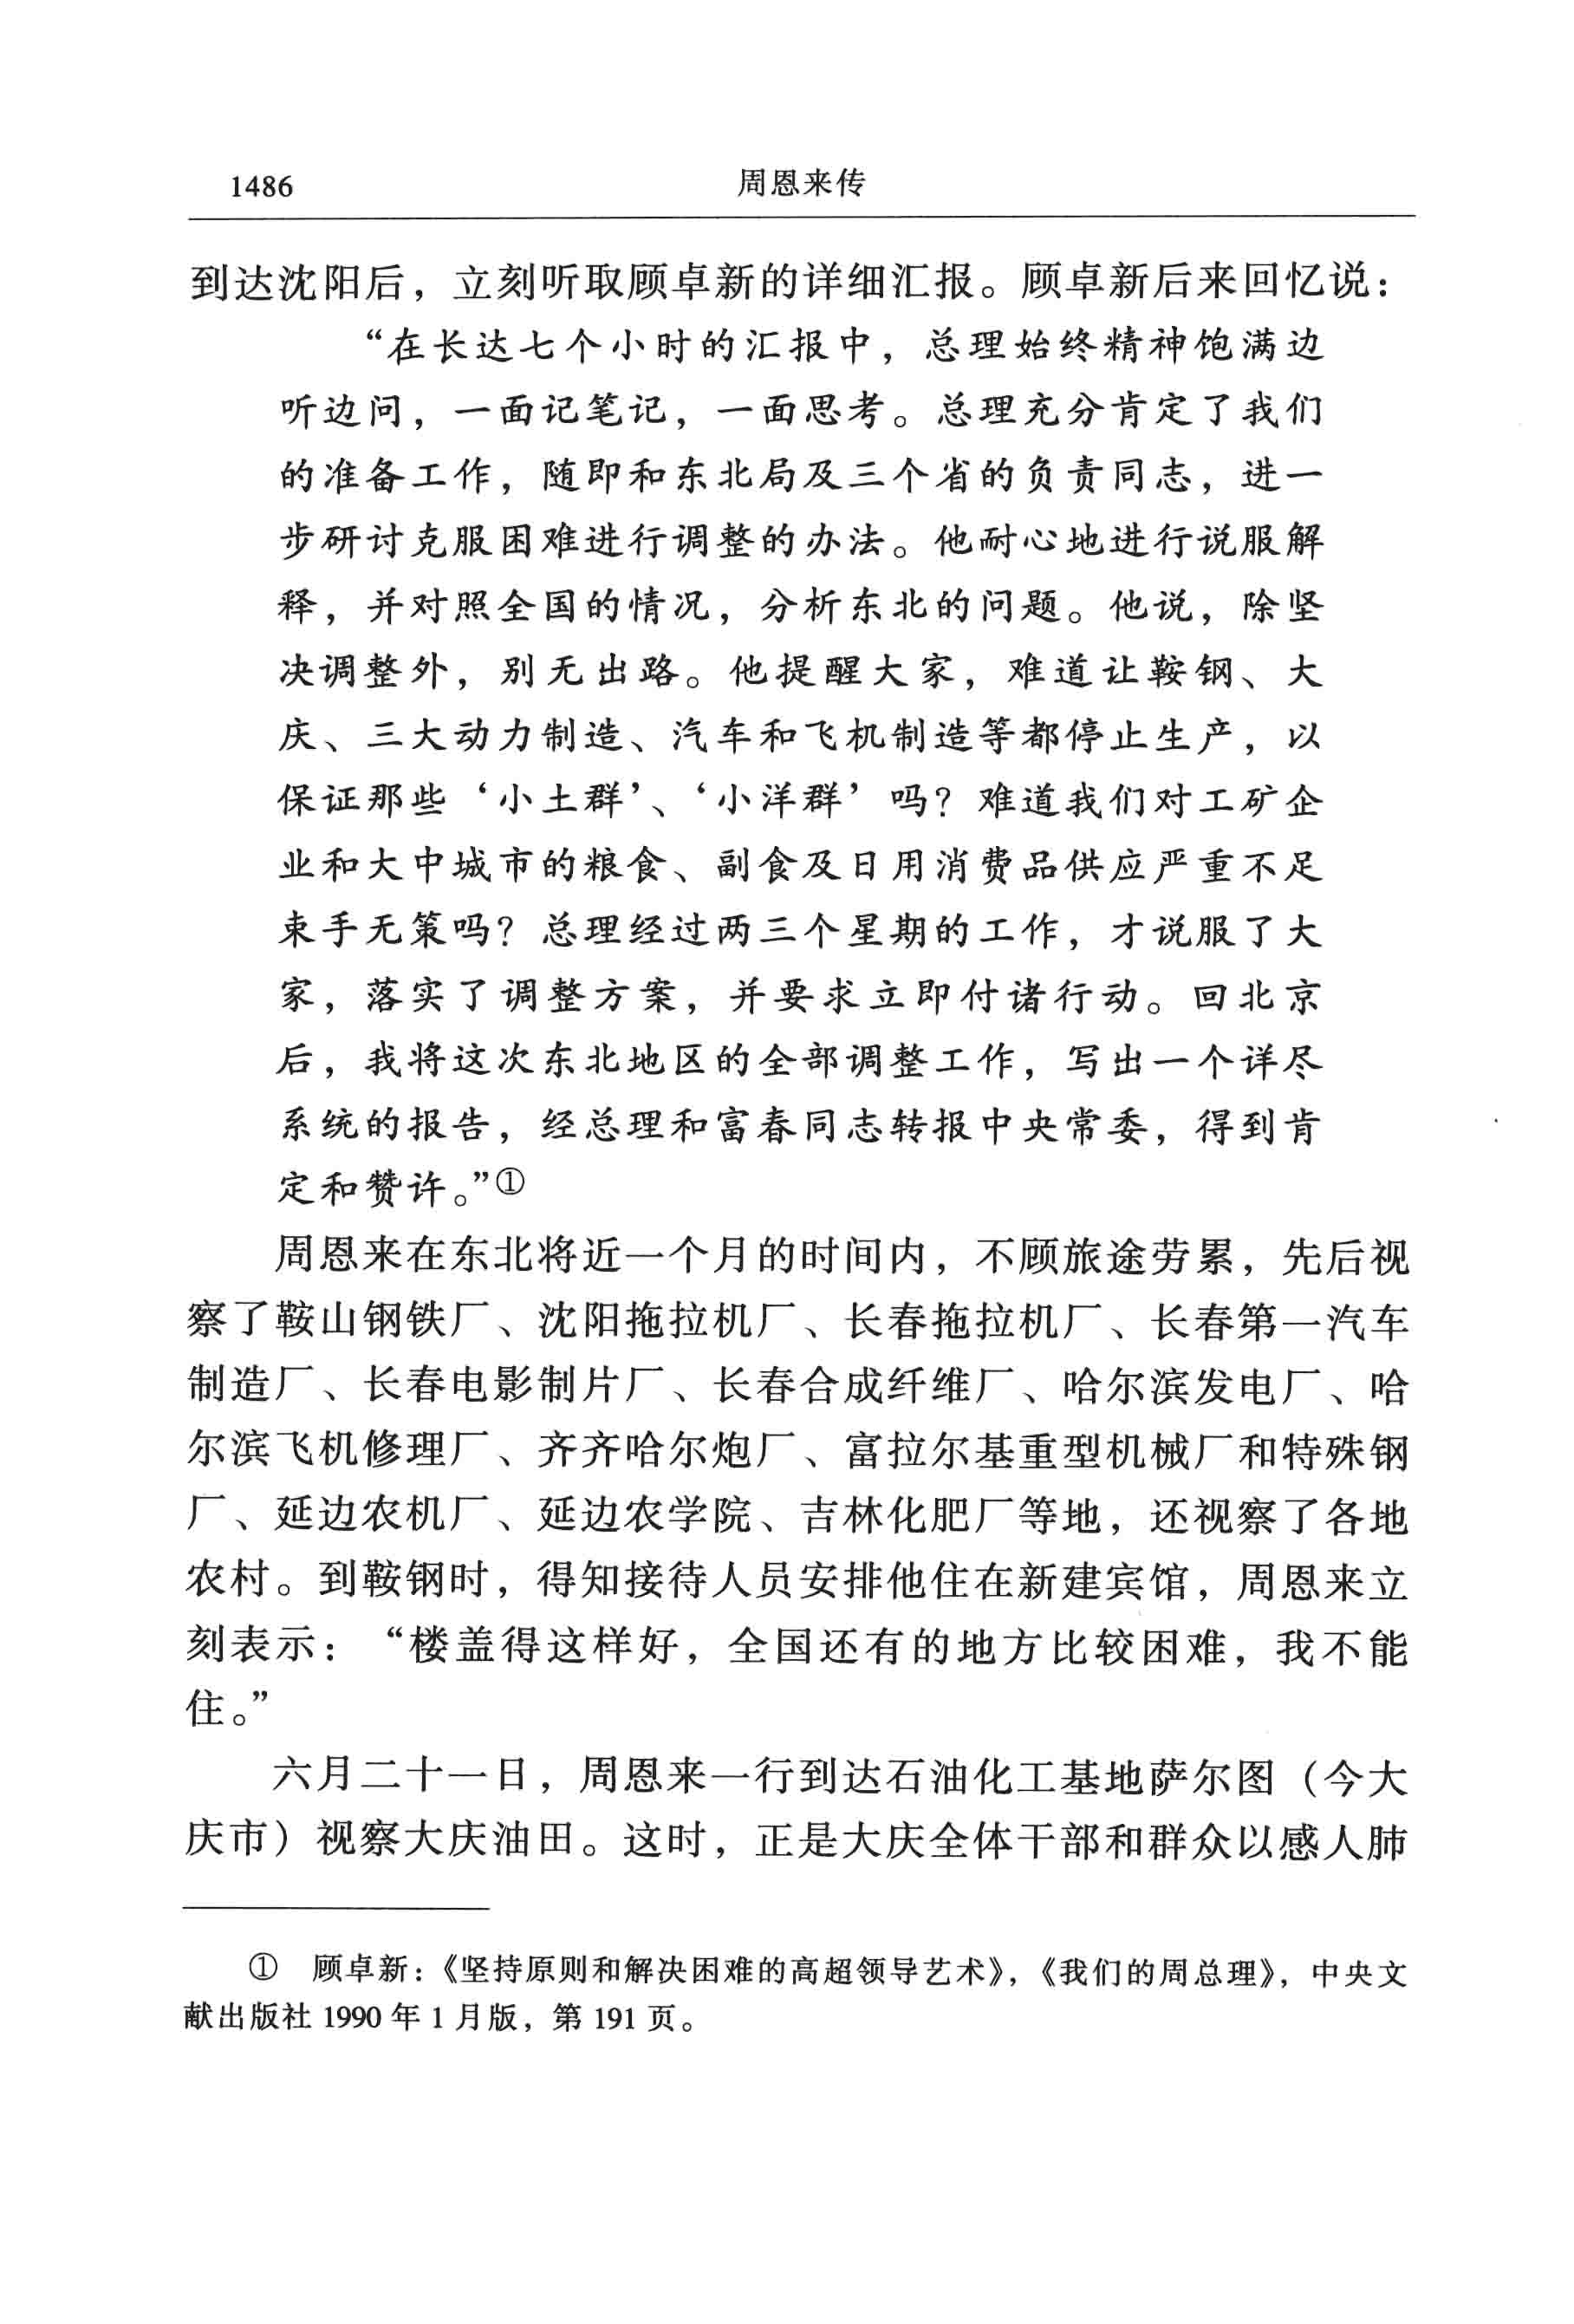 1486
周恩来传
到达沈阳后，立刻听取顾卓新的详细汇报。顾卓新后来回忆说：
“在长达七个小时的汇报中，总理始终精神饱满边
听边问，一面记笔记，一面思考。总理充分肯定了我们
的准备工作，随即和东北局及三个省的负责同志，进一
步研讨克服困难进行调整的办法。他耐心地进行说服解
释，并对照全国的情况，分析东北的问题。他说，除坚
决调整外，别无出路。他提醒大家，难道让鞍钢、大
庆、三大动力制造、汽车和飞机制造等都停止生产，以
保证那些‘小土群’、‘小洋群’吗？难道我们对工矿企
业和大中城市的粮食、副食及日用消费品供应严重不足
束手无策吗？总理经过两三个星期的工作，才说服了大
家，落实了调整方案，并要求立即付诸行动。回北京
后，我将这次东北地区的全部调整工作，写出一个详尽
系统的报告，经总理和富春同志转报中央常委，得到肯
定和赞许。”①
周恩来在东北将近一个月的时间内，不顾旅途劳累，先后视
察了鞍山钢铁厂、沈阳拖拉机厂、长春拖拉机厂、长春第一汽车
制造厂、长春电影制片厂、长春合成纤维厂、哈尔滨发电厂、哈
尔滨飞机修理厂、齐齐哈尔炮厂、富拉尔基重型机械厂和特殊钢
厂、延边农机厂、延边农学院、吉林化肥厂等地，还视察了各地
农村。到鞍钢时，得知接待人员安排他住在新建宾馆，周恩来立
刻表示：“楼盖得这样好，全国还有的地方比较困难，我不能
住。”
六月二十一日，周恩来一行到达石油化工基地萨尔图（今大
庆市）视察大庆油田。这时，正是大庆全体干部和群众以感人肺
① 顾卓新：《坚持原则和解决困难的高超领导艺术》，《我们的周总理》，中央文
献出版社 1990 年 1 月版，第 191 页。